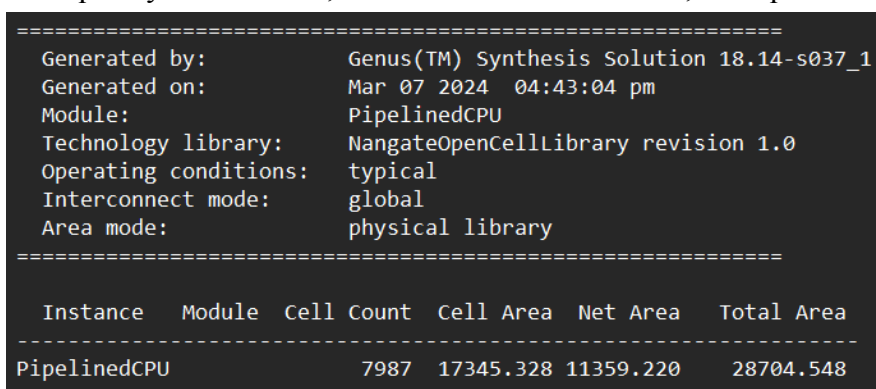 ============================================================
  Generated by:           Genus(TM) Synthesis Solution 18.14-s037_1
  Generated on:           Mar 07 2024  04:43:04 pm
  Module:                 PipelinedCPU
  Technology library:     NangateOpenCellLibrary revision 1.0
  Operating conditions:   typical
  Interconnect mode:      global
  Area mode:              physical library
============================================================
  Instance   Module  Cell Count  Cell Area  Net Area   Total Area
------------------------------------------------------------------
PipelinedCPU               7987  17345.328 11359.220    28704.548